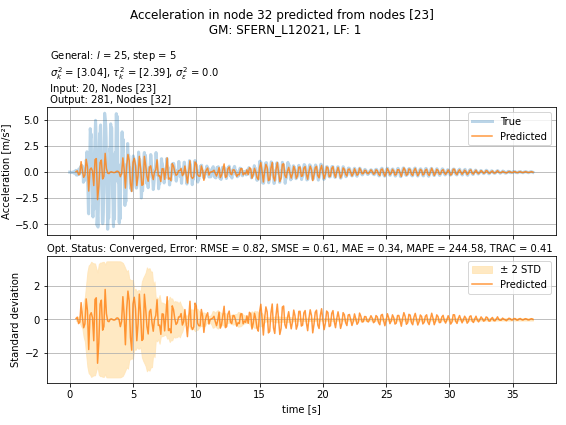 Acceleration in node 32 predicted from nodes [23]
GM: SFERN_L12021, LF: 1
General: l = 25, step = 5
σ²ₖ = [3.04], τ²ₖ = [2.39], σ²ₑ = 0.0
Input: 20, Nodes [23]
Output: 281, Nodes [32]
Acceleration [m/s²]
5.0
2.5
0.0
−2.5
−5.0
True
Predicted
Opt. Status: Converged, Error: RMSE = 0.82, SMSE = 0.61, MAE = 0.34, MAPE = 244.58, TRAC = 0.41
Standard deviation
2
0
−2
± 2 STD
Predicted
0 5 10 15 20 25 30 35
time [s]